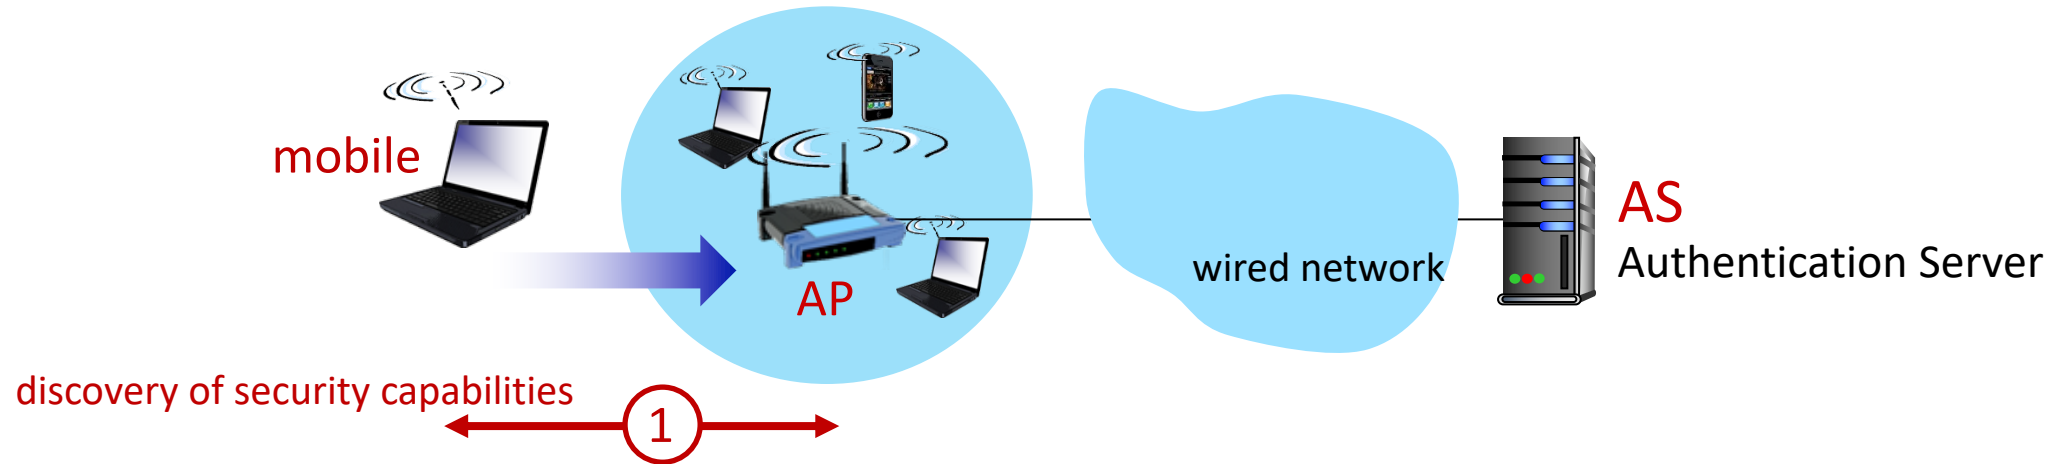 mobile
AP
wired network
AS
Authentication Server
discovery of security capabilities
1